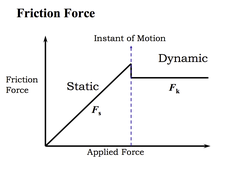 Friction Force
Instant of Motion
Dynamic
Static
Friction
Force
Fs
Fk
Applied Force